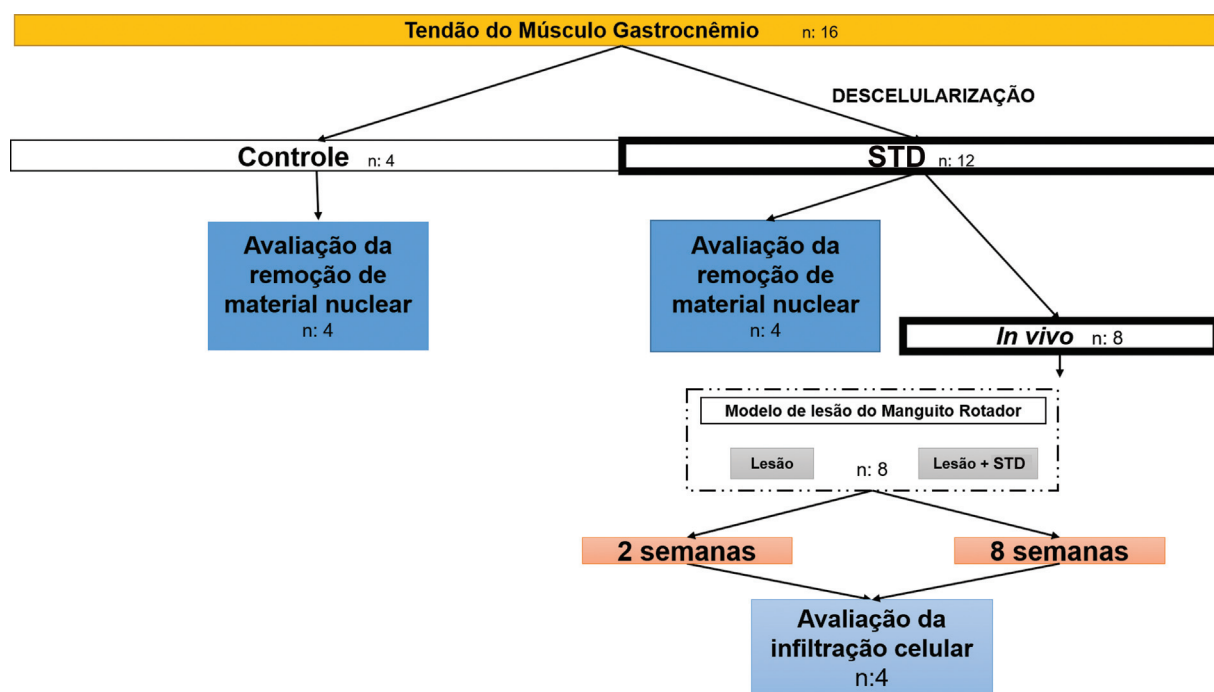 Tendão do Músculo Gastrocnêmio n: 16
DESCELULARIZAÇÃO
Controle n: 4
STD n: 12
Avaliação da
remoção de
material nuclear
n: 4
Avaliação da
remoção de
material nuclear
n: 4
In vivo n: 8
Modelo de lesão do Manguito Rotador
Lesão
n: 8
Lesão + STD
2 semanas
8 semanas
Avaliação da
infiltração celular
n:4